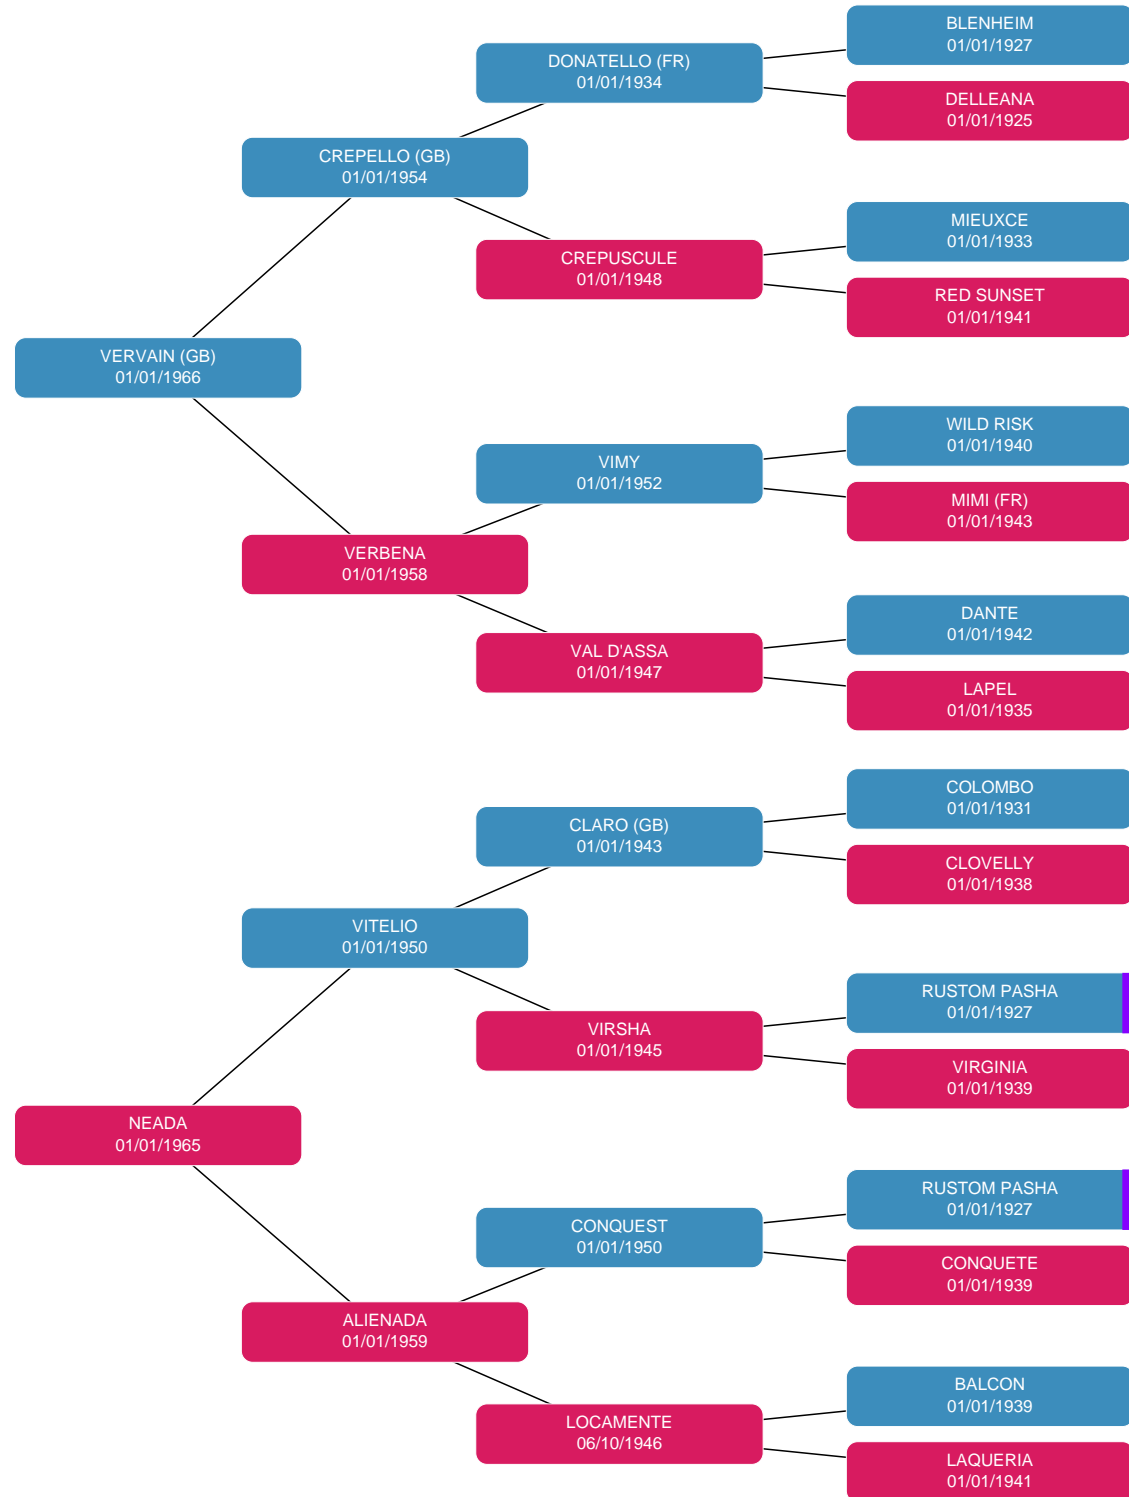 BLENHEIM
01/01/1927
DONATELLO (FR)
01/01/1934
DELLEANA
01/01/1925
CREPELLO (GB)
01/01/1954
MIEUXCE
01/01/1933
CREPUSCULE
01/01/1948
RED SUNSET
01/01/1941
VERVAIN (GB)
01/01/1966
WILD RISK
01/01/1940
VIMY
01/01/1952
MIMI (FR)
01/01/1943
VERBENA
01/01/1958
DANTE
01/01/1942
VAL D'ASSA
01/01/1947
LAPEL
01/01/1935
COLOMBO
01/01/1931
CLARO (GB)
01/01/1943
CLOVELLY
01/01/1938
VITELIO
01/01/1950
RUSTOM PASHA
01/01/1927
VIRSHA
01/01/1945
VIRGINIA
01/01/1939
NEADA
01/01/1965
RUSTOM PASHA
01/01/1927
CONQUEST
01/01/1950
CONQUETE
01/01/1939
ALIENADA
01/01/1959
BALCON
01/01/1939
LOCAMENTE
06/10/1946
LAQUERIA
01/01/1941